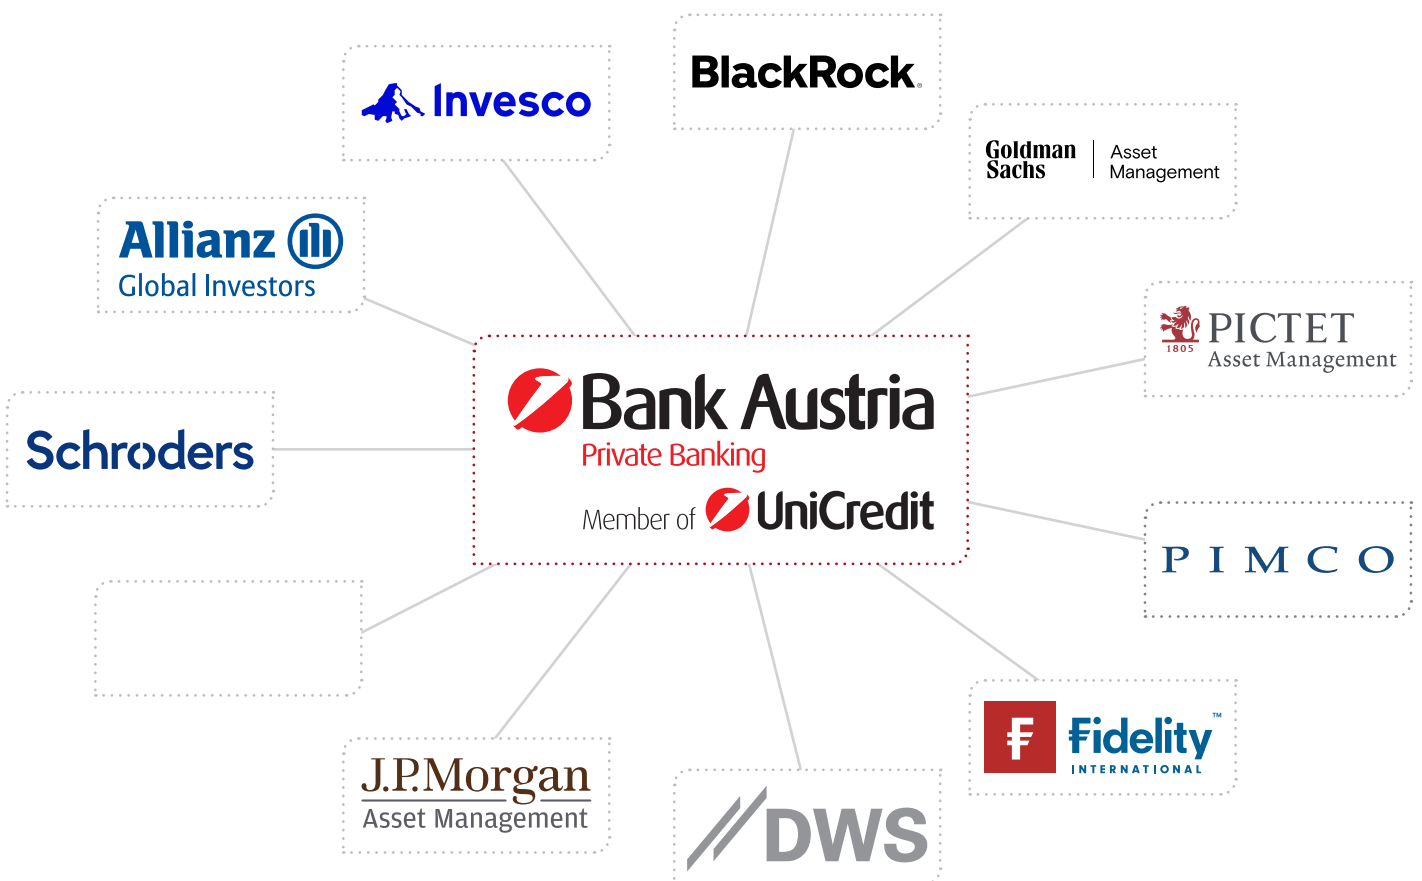 BlackRock®
Invesco
Goldman Sachs | Asset Management
Allianz
Global Investors
PICTET
1805
Asset Management
Bank Austria
Private Banking
Member of UniCredit
Schroders
PIMCO
Fidelity™
INTERNATIONAL
J.P.Morgan
Asset Management
DWS